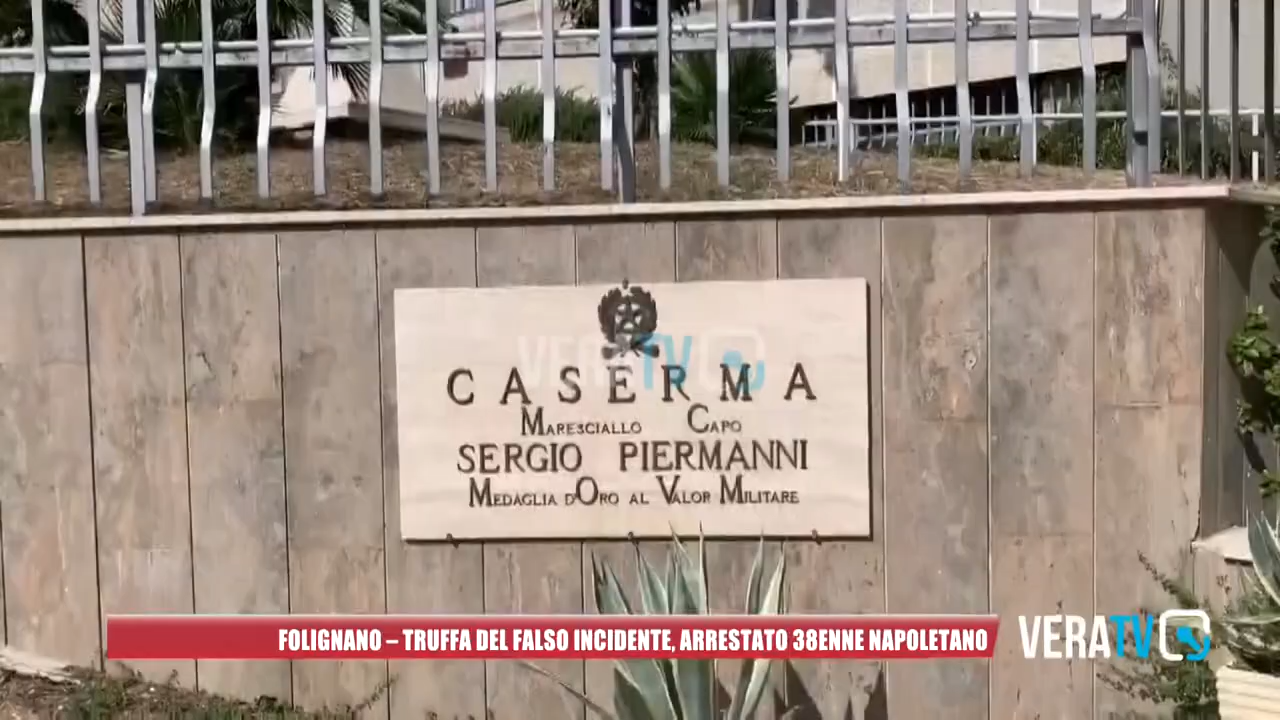 VERATV
CASERMA
MARESCIALLO CAPO
SERGIO PIERMANNI
MEDAGLIA D'ORO AL VALOR MILITARE
FOLIGNANO – TRUFFA DEL FALSO INCIDENTE, ARRESTATO 38ENNE NAPOLETANO
VERATV